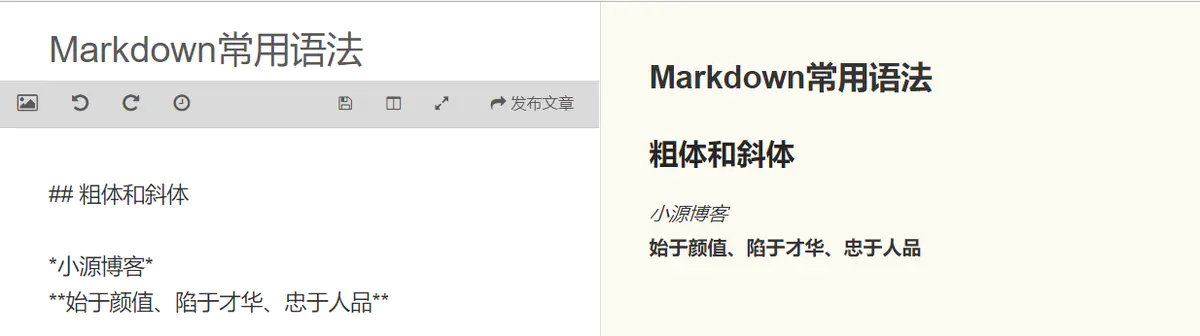 Markdown常用语法
发布文章
## 粗体和斜体
*小源博客*
**始于颜值、陷于才华、忠于人品**
Markdown常用语法
粗体和斜体
小源博客
始于颜值、陷于才华、忠于人品